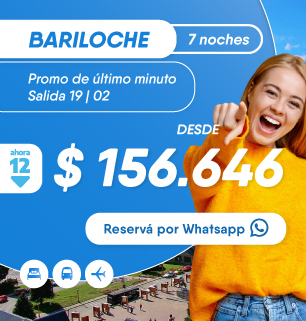 BARILOCHE
7 noches
Promo de último minuto
Salida 19 | 02
DESDE
ahora
12
$ 156.646
Reservá por Whatsapp